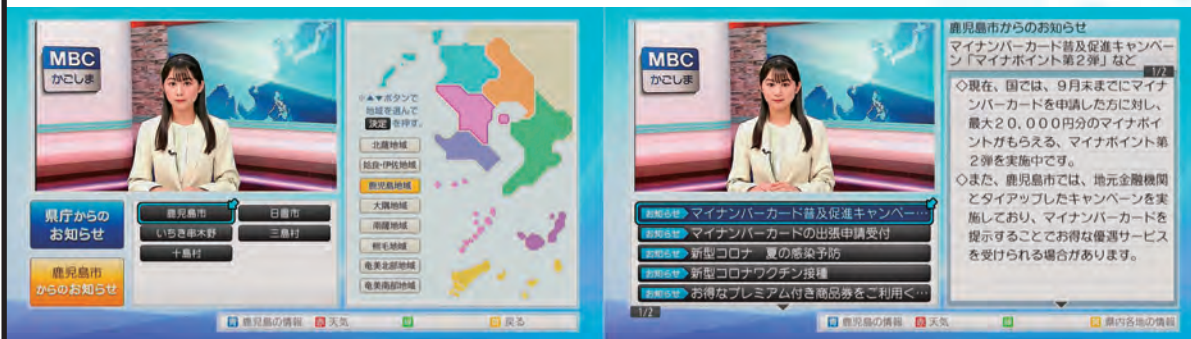 MBC
かごしま
※▲▼ボタンで
地域を選んで
決定 を押す。
北薩地域
姶良・伊佐地域
鹿児島地域
大隅地域
南薩地域
熊毛地域
奄美北部地域
奄美南部地域
県庁からの
お知らせ
鹿児島市
からのお知らせ
鹿児島市
日置市
いちき串木野
三島村
十島村
青 鹿児島の情報 赤 天気 緑 黄 戻る
MBC
かごしま
お知らせ マイナンバーカード普及促進キャンペー…
お知らせ マイナンバーカードの出張申請受付
お知らせ 新型コロナ 夏の感染予防
お知らせ 新型コロナワクチン接種
お知らせ お得なプレミアム付き商品券をご利用く…
1/2
鹿児島市からのお知らせ
マイナンバーカード普及促進キャンペー
ン「マイナポイント第2弾」など
1/2
◇現在、国では、9月末までにマイナ
ンバーカードを申請した方に対し、
最大20,000円分のマイナポイ
ントがもらえる、マイナポイント第
2弾を実施中です。
◇また、鹿児島市では、地元金融機関
とタイアップしたキャンペーンを実
施しており、マイナンバーカードを
提示することでお得な優遇サービス
を受けられる場合があります。
青 鹿児島の情報 赤 天気 緑 黄 県内各地の情報